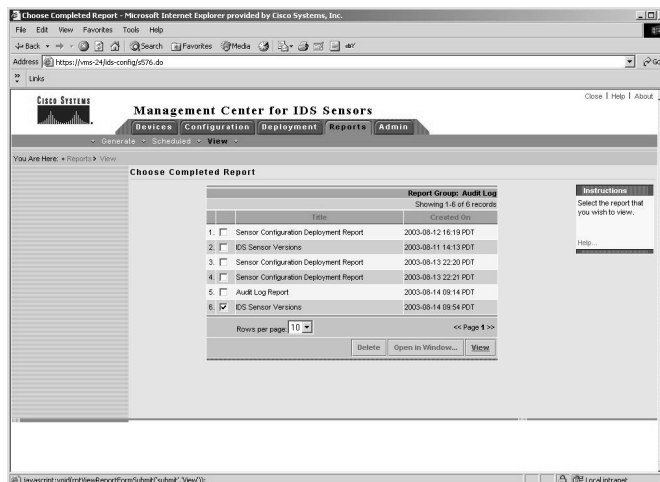 Choose Completed Report - Microsoft Internet Explorer provided by Cisco Systems, Inc.
File Edit View Favorites Tools Help
Back Search Favorites Media
Address https://vms-24/ids-config/s576.do Go
Links
Close | Help | About
CISCO SYSTEMS
Management Center for IDS Sensors
Devices Configuration Deployment Reports Admin
Generate Scheduled View
You Are Here: Reports > View
Choose Completed Report
Report Group: Audit Log
Showing 1-6 of 6 records
Title Created On
1. Sensor Configuration Deployment Report 2003-08-12 16:19 PDT
2. IDS Sensor Versions 2003-08-11 14:13 PDT
3. Sensor Configuration Deployment Report 2003-08-13 22:20 PDT
4. Sensor Configuration Deployment Report 2003-08-13 22:21 PDT
5. Audit Log Report 2003-08-14 09:14 PDT
6. IDS Sensor Versions 2003-08-14 09:54 PDT
Rows per page: 10 << Page 1 >>
Delete Open in Window... View
Instructions
Select the report that
you wish to view.
Help...
javascript:void(rptViewReportFormSubmit('submit','View')); Local intranet